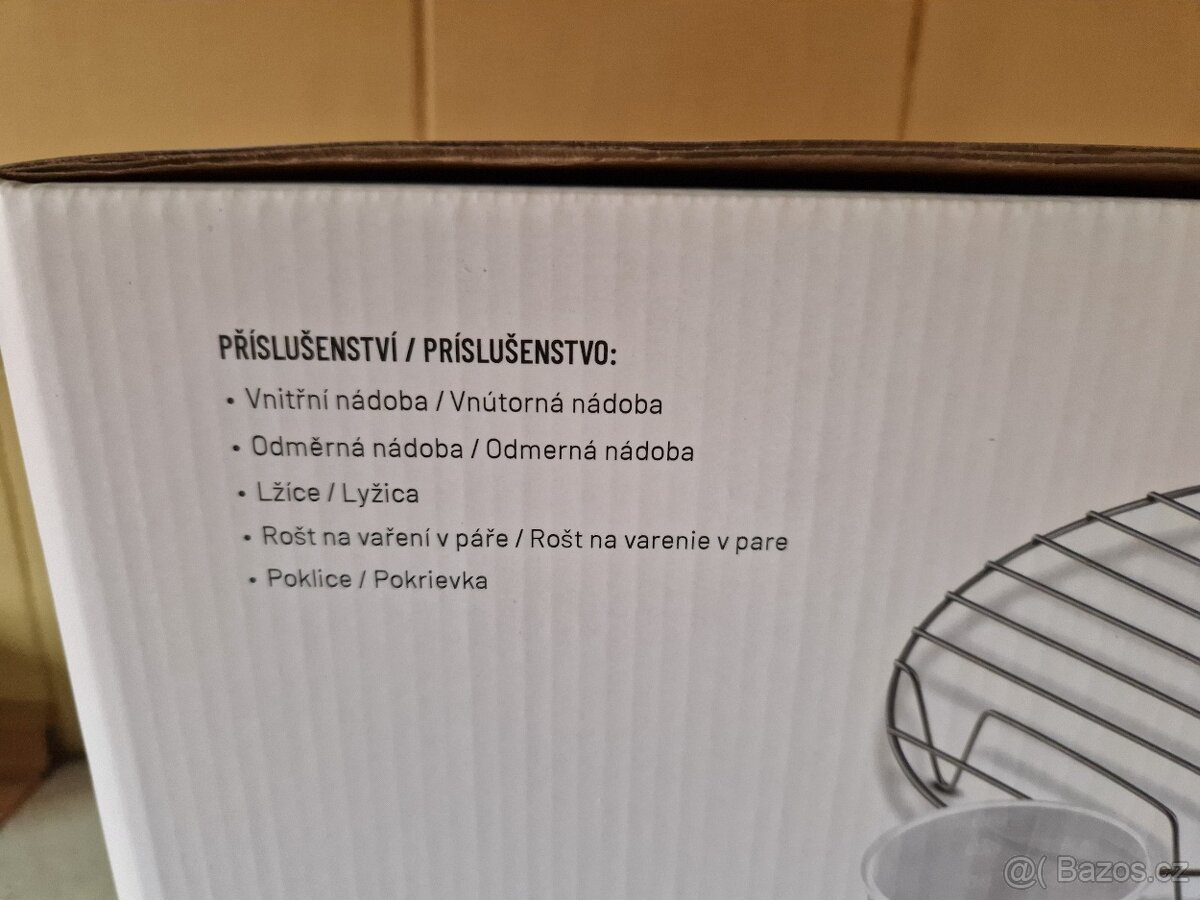 PŘÍSLUŠENSTVÍ / PRÍSLUŠENSTVO:
• Vnitřní nádoba / Vnútorná nádoba
• Odměrná nádoba / Odmerná nádoba
• Lžíce / Lyžica
• Rošt na vaření v páře / Rošt na varenie v pare
• Poklice / Pokrievka
@( Bazos.cz